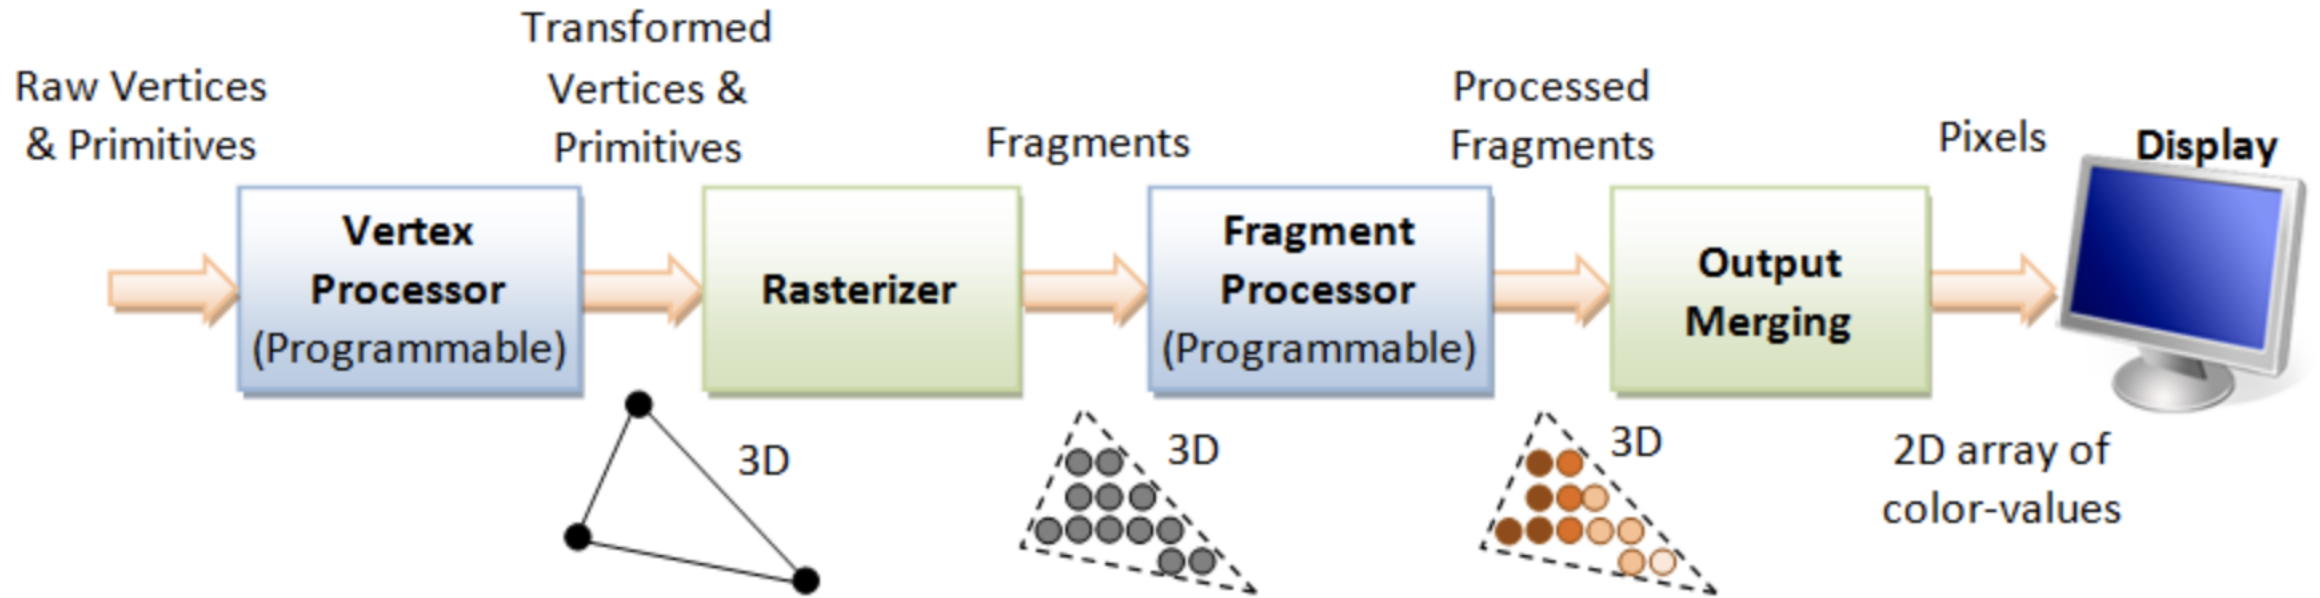 Raw Vertices
& Primitives
Transformed
Vertices &
Primitives
Fragments
Processed
Fragments
Pixels
Display
Vertex
Processor
(Programmable)
Rasterizer
Fragment
Processor
(Programmable)
Output
Merging
3D
3D
3D
2D array of
color-values